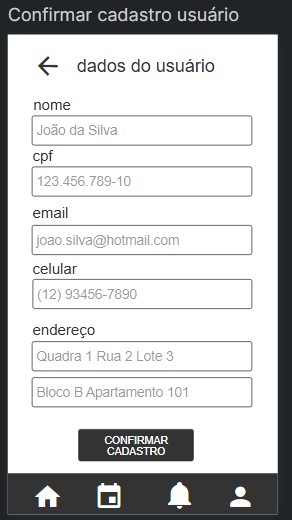 Confirmar cadastro usuário
dados do usuário
nome
João da Silva
cpf
123.456.789-10
email
joao.silva@hotmail.com
celular
(12) 93456-7890
endereço
Quadra 1 Rua 2 Lote 3
Bloco B Apartamento 101
CONFIRMAR
CADASTRO